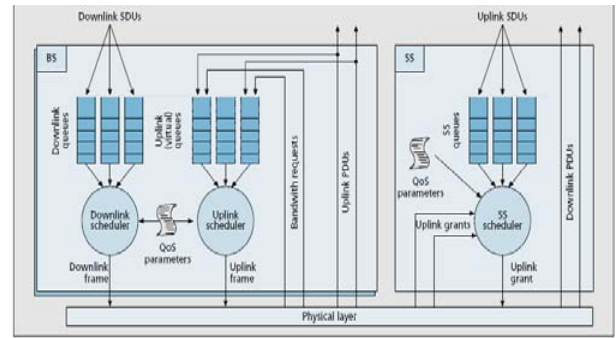 Downlink SDUs
Uplink SDUs
BS
SS
Downlink
queues
Uplink
(virtual)
queues
Bandwith requests
Uplink PDUs
SS
queues
Downlink PDUs
QoS
parameters
Downlink
scheduler
QoS
parameters
Uplink
scheduler
Uplink grants
SS
scheduler
Downlink
frame
Uplink
frame
Uplink
grant
Physical layer